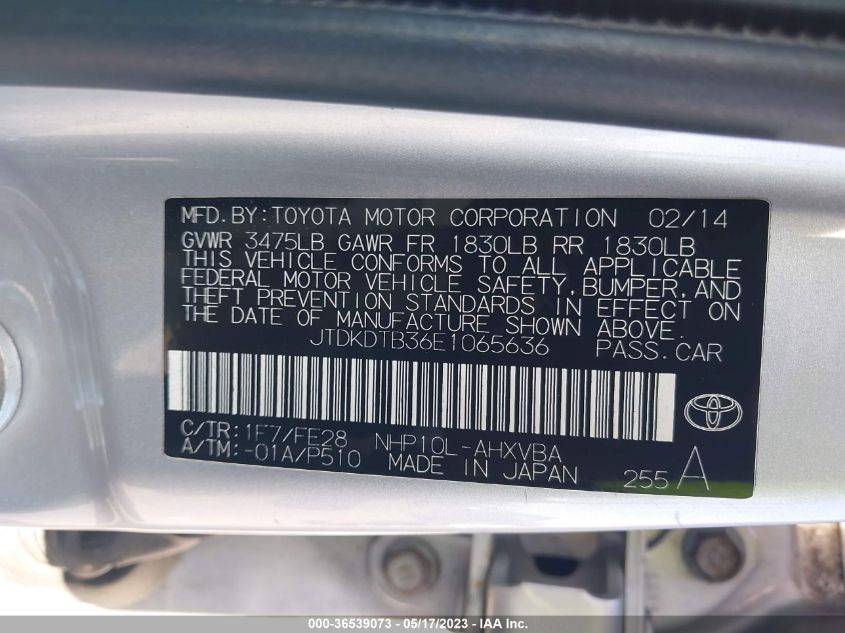 MFD.BY:TOYOTA MOTOR CORPORATION 02/14
GVWR 3475LB GAWR FR 1830LB RR 1830LB
THIS VEHICLE CONFORMS TO ALL APPLICABLE
FEDERAL MOTOR VEHICLE SAFETY, BUMPER, AND
THEFT PREVENTION STANDARDS IN EFFECT ON
THE DATE OF MANUFACTURE SHOWN ABOVE.
JTDKDTB36E1065636 PASS.CAR
C/TR:1F7/FE28 NHP10L-AHXVBA
A/TM:-01A/P510 MADE IN JAPAN 255 A
000-36539073 - 05/17/2023 - IAA Inc.